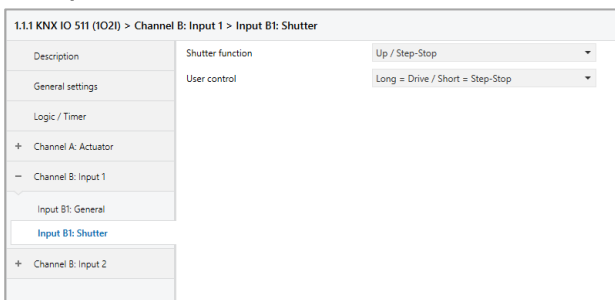 1.1.1 KNX IO 511 (1O2I) > Channel B: Input 1 > Input B1: Shutter
Description
Shutter function
Up / Step-Stop
General settings
User control
Long = Drive / Short = Step-Stop
Logic / Timer
+ Channel A: Actuator
− Channel B: Input 1
Input B1: General
Input B1: Shutter
+ Channel B: Input 2